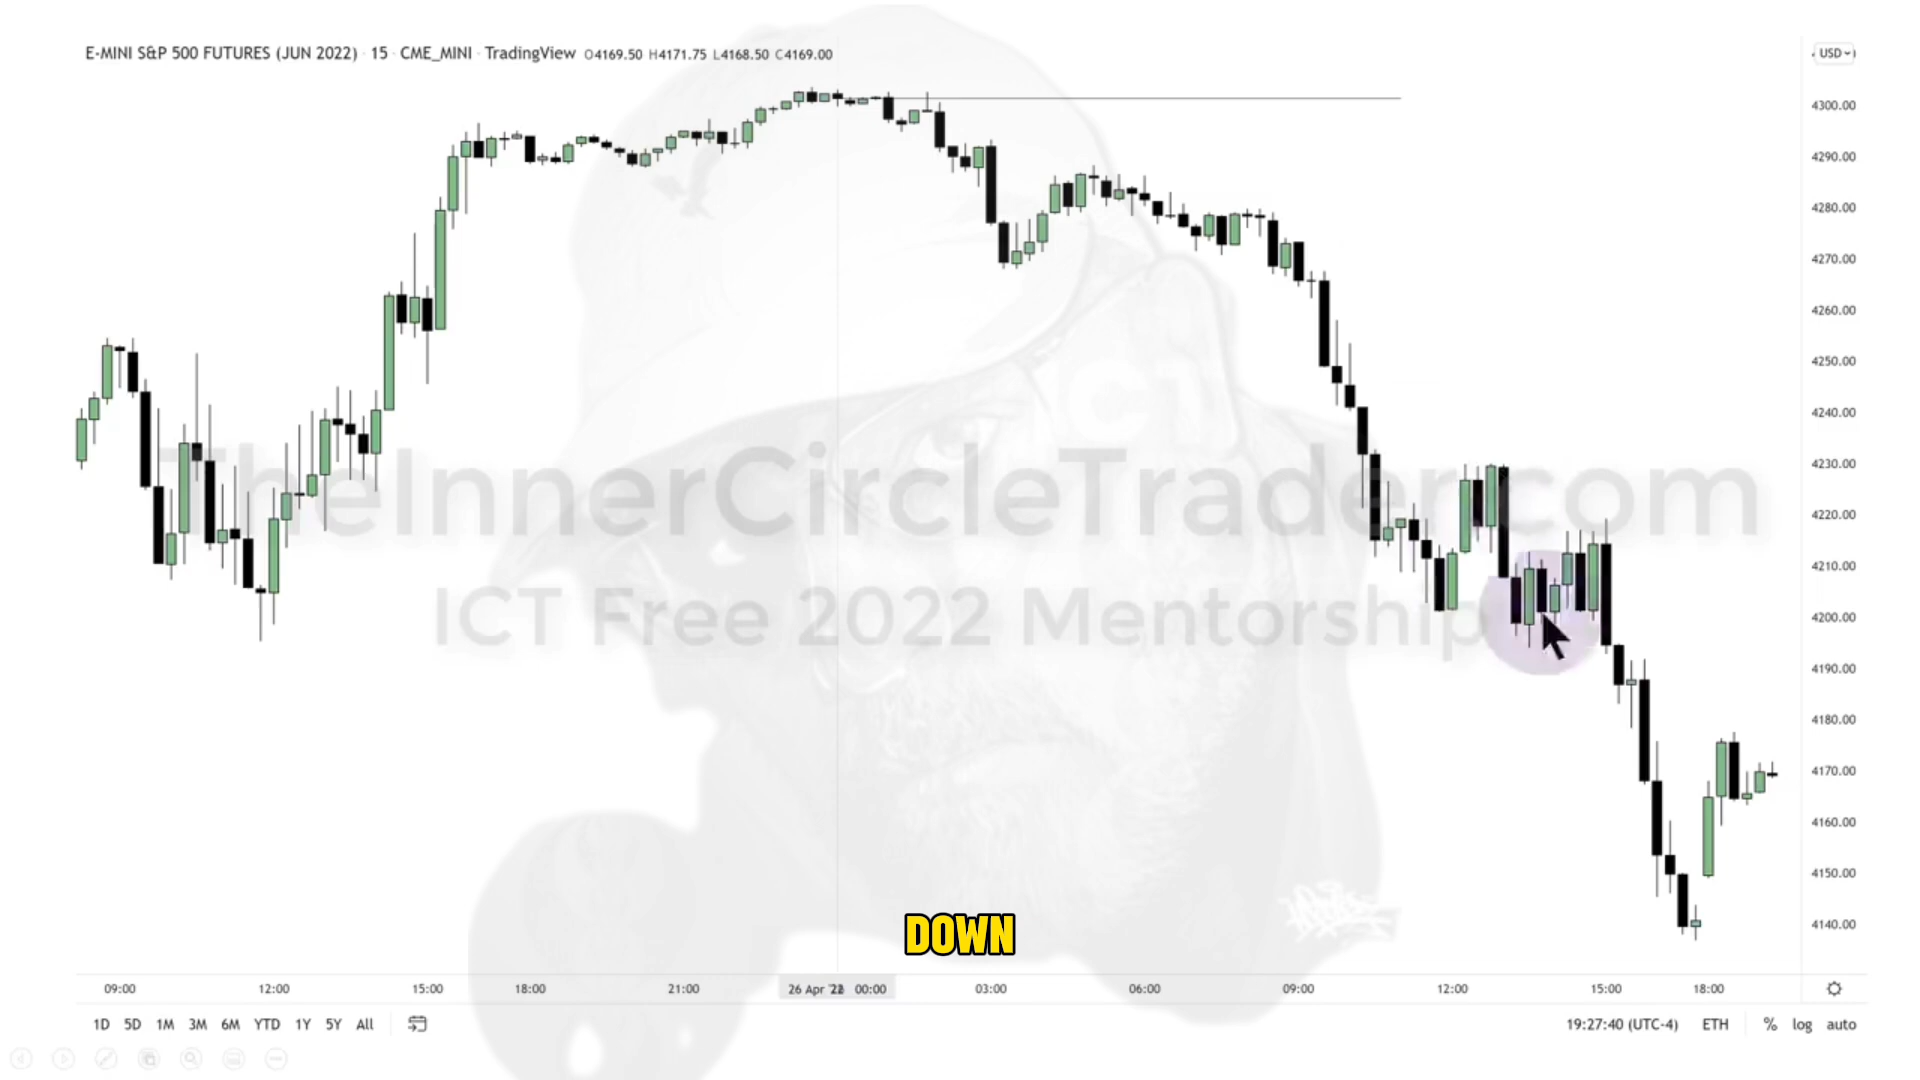 E-MINI S&P 500 FUTURES (JUN 2022) · 15 · CME_MINI · TradingView O4169.50 H4171.75 L4168.50 C4169.00
USD
4300.00
4290.00
4280.00
4270.00
4260.00
4250.00
4240.00
4230.00
4220.00
4210.00
4200.00
4190.00
4180.00
4170.00
4160.00
4150.00
4140.00
TheInnerCircleTrader.com
ICT Free 2022 Mentorship
DOWN
09:00 12:00 15:00 18:00 21:00 26 Apr '22 00:00 03:00 06:00 09:00 12:00 15:00 18:00
1D 5D 1M 3M 6M YTD 1Y 5Y All 19:27:40 (UTC-4) ETH % log auto